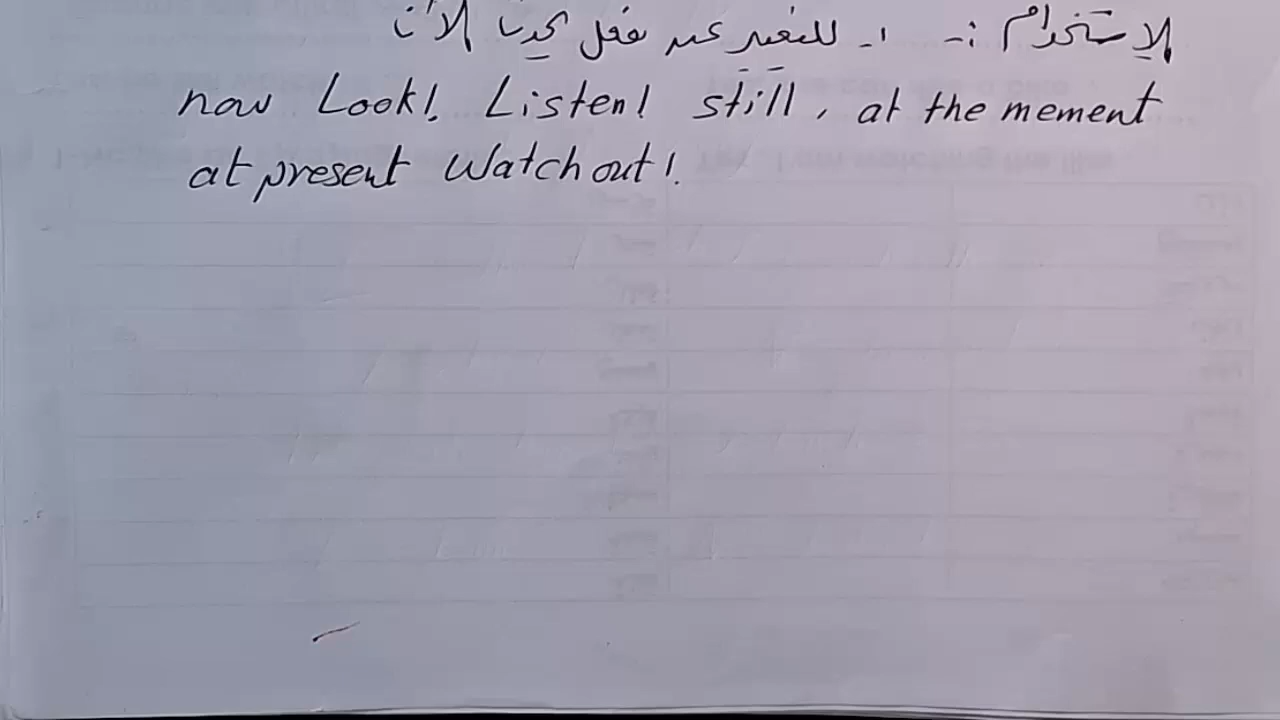 الاستخدام :- ١- للتعبير عن فعل يحدث الآن
now Look! Listen! still, at the mement
at present Watch out!